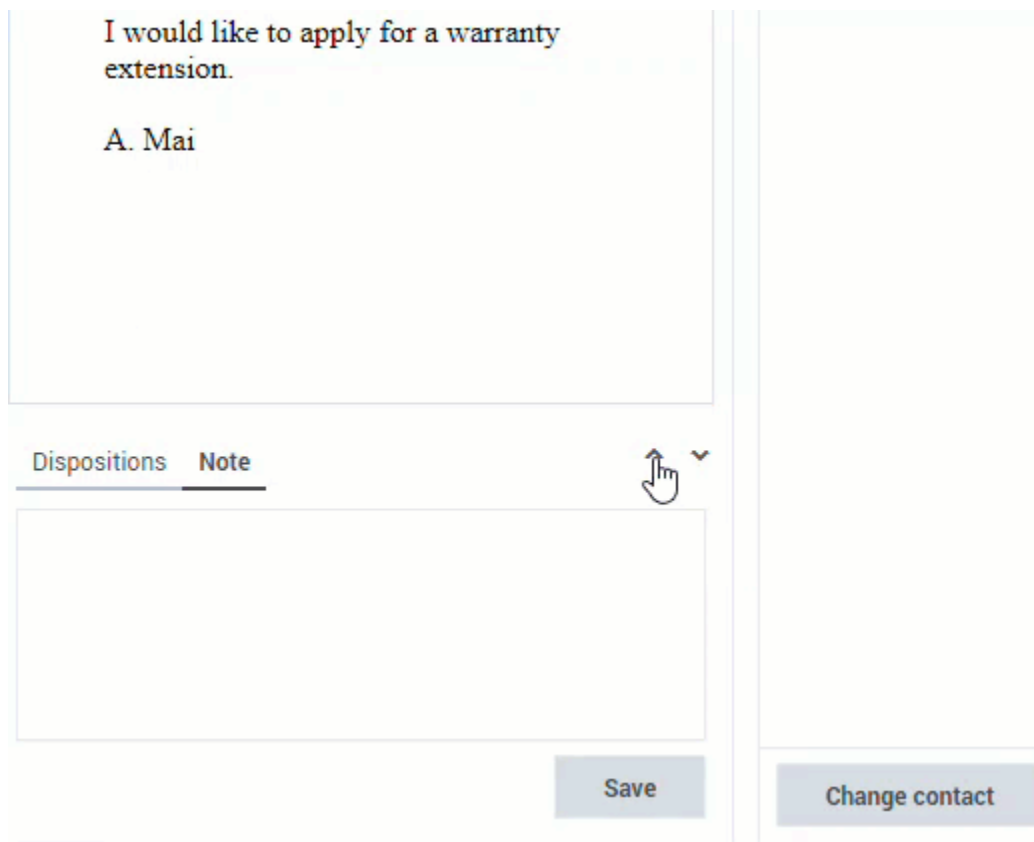 I would like to apply for a warranty
extension.
A. Mai
Dispositions Note
Save
Change contact